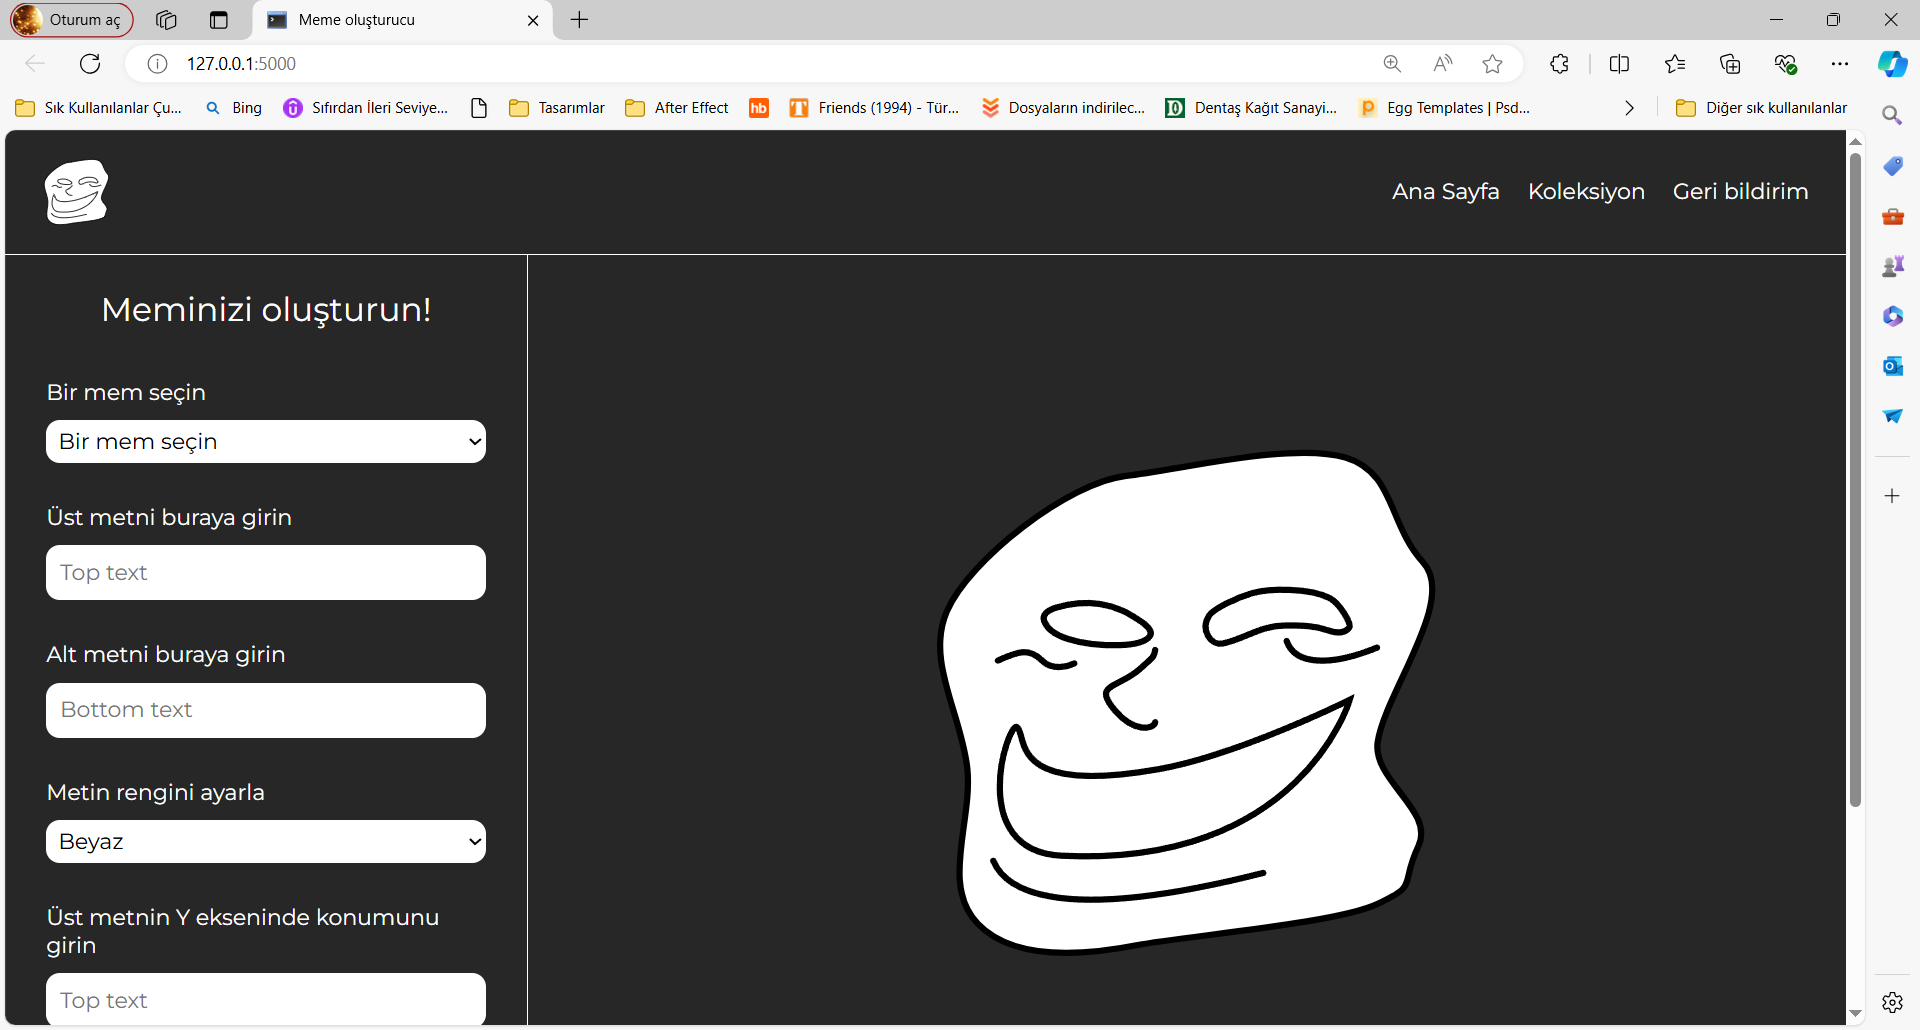 Oturum aç
Meme oluşturucu
127.0.0.1:5000
Sık Kullanılanlar Çu...
Bing
Sıfırdan İleri Seviye...
Tasarımlar
After Effect
hb
Friends (1994) - Tür...
Dosyaların indirilec...
Dentaş Kağıt Sanayi...
Egg Templates | Psd...
Diğer sık kullanılanlar
Ana Sayfa
Koleksiyon
Geri bildirim
Meminizi oluşturun!
Bir mem seçin
Bir mem seçin
Üst metni buraya girin
Top text
Alt metni buraya girin
Bottom text
Metin rengini ayarla
Beyaz
Üst metnin Y ekseninde konumunu
girin
Top text